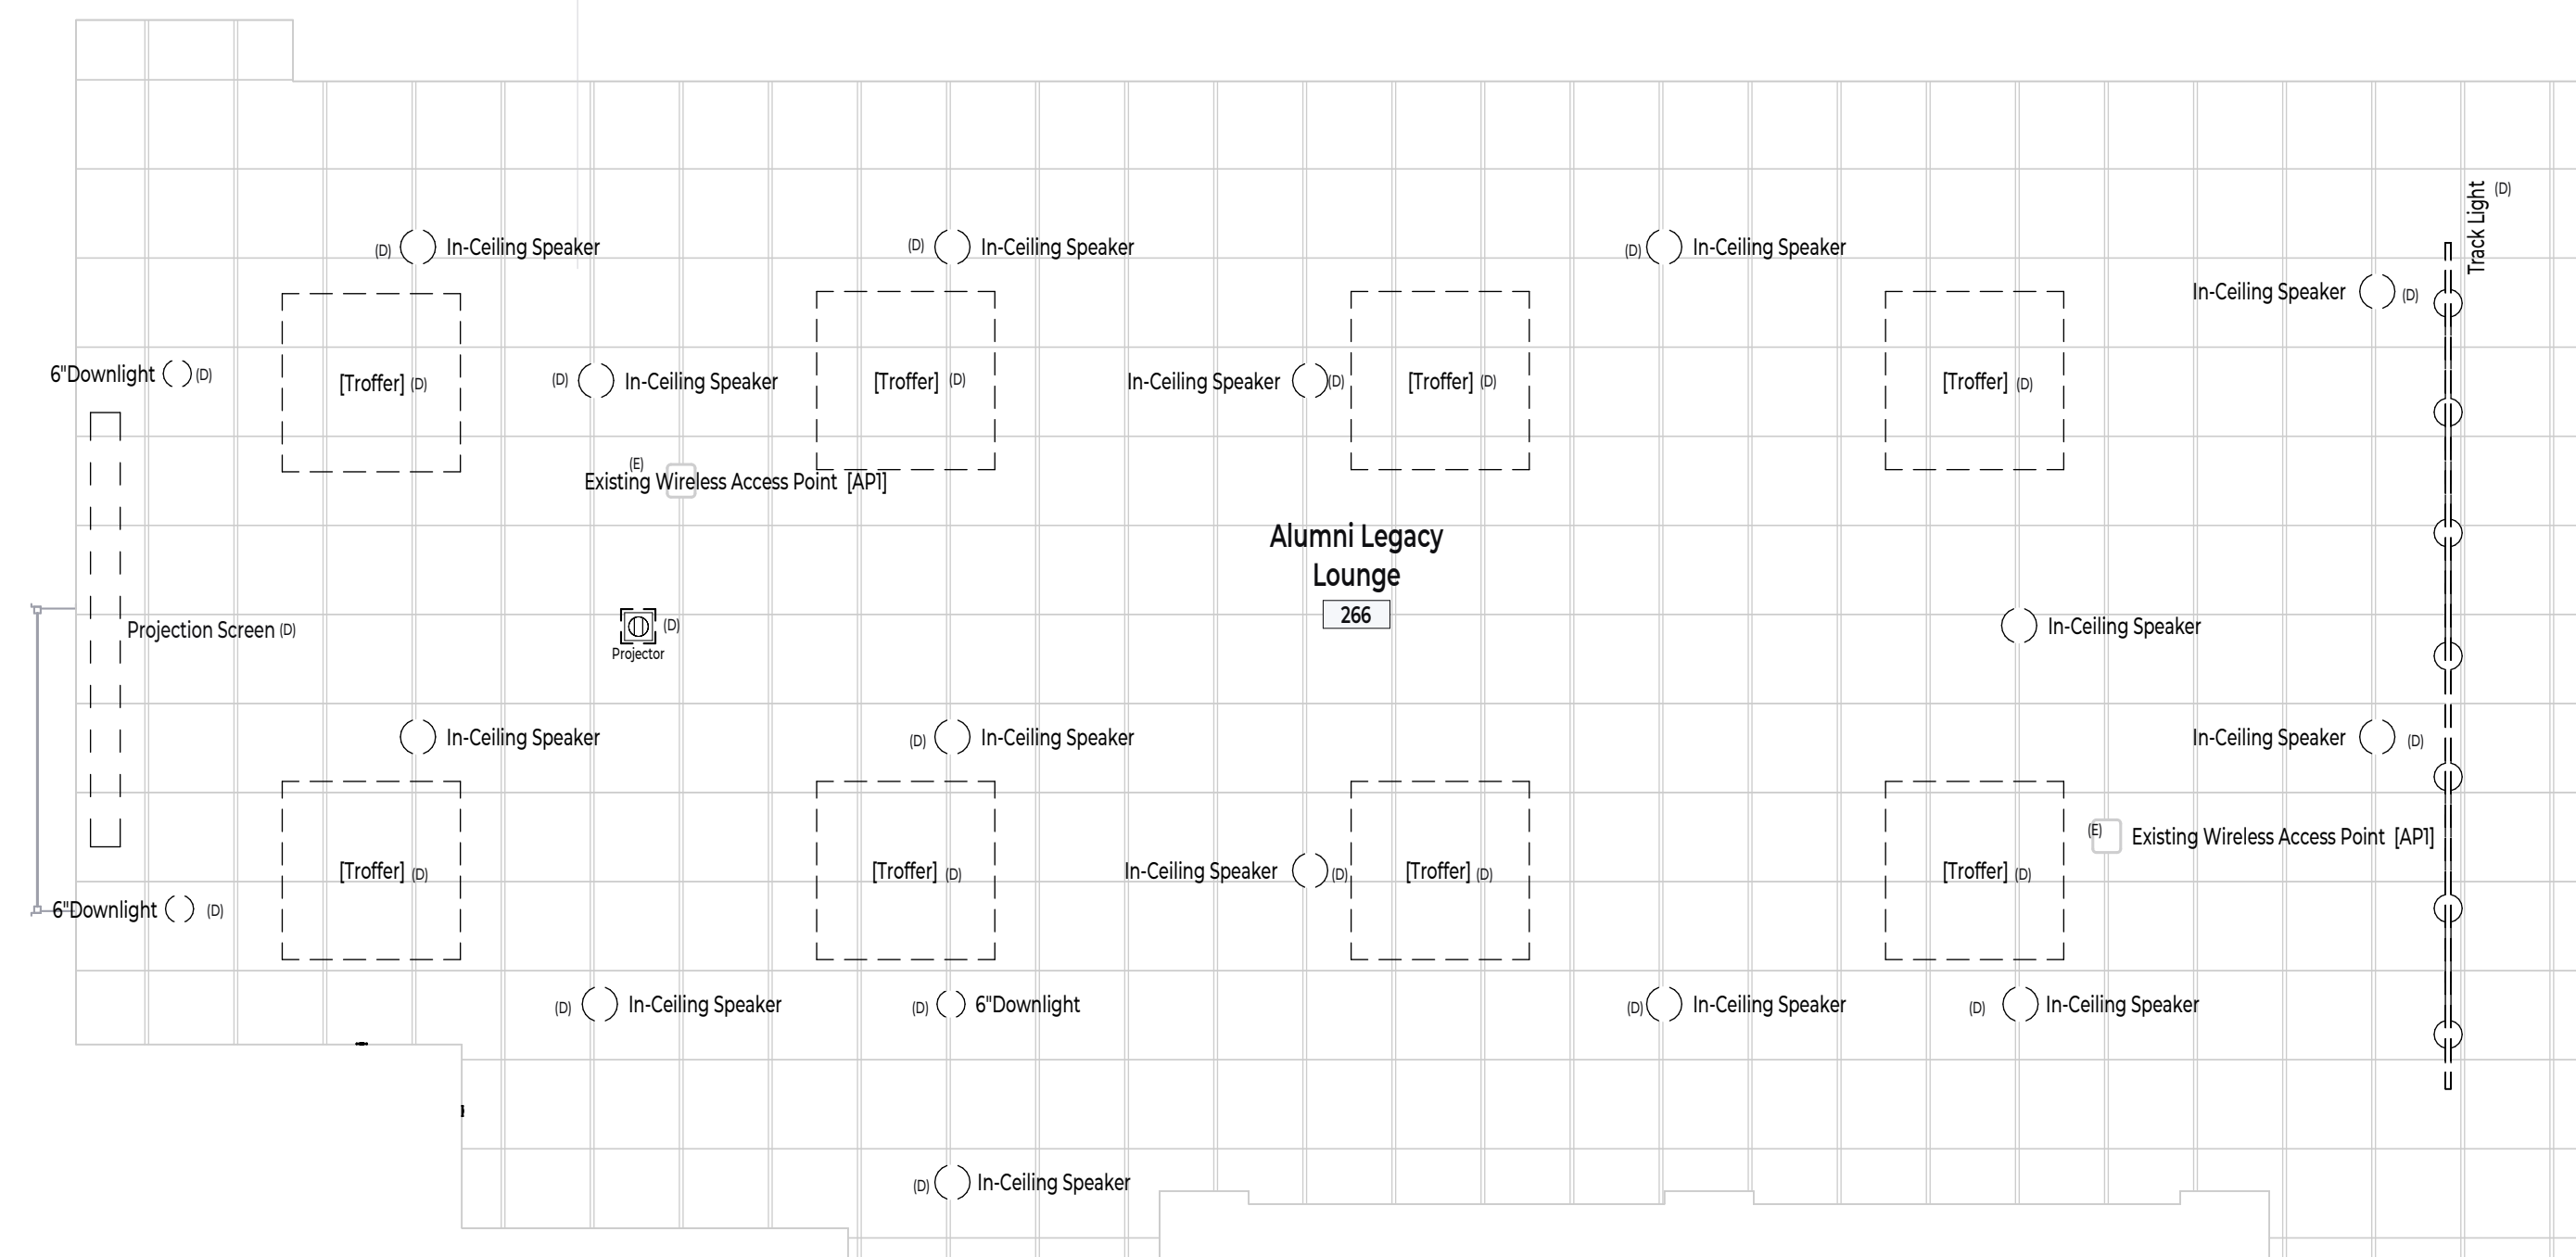 Track Light (D)
(D) In-Ceiling Speaker
(D) In-Ceiling Speaker
(D) In-Ceiling Speaker
In-Ceiling Speaker (D)
6"Downlight (D)
[Troffer] (D)
(D) In-Ceiling Speaker
[Troffer] (D)
In-Ceiling Speaker (D)
[Troffer] (D)
[Troffer] (D)
(E)
Existing Wireless Access Point [AP1]
Alumni Legacy
Lounge
266
Projection Screen (D)
(D)
Projector
In-Ceiling Speaker
In-Ceiling Speaker
(D) In-Ceiling Speaker
In-Ceiling Speaker (D)
(E) Existing Wireless Access Point [AP1]
[Troffer] (D)
[Troffer] (D)
In-Ceiling Speaker (D)
[Troffer] (D)
[Troffer] (D)
6"Downlight (D)
(D) In-Ceiling Speaker
(D) 6"Downlight
(D) In-Ceiling Speaker
(D) In-Ceiling Speaker
(D) In-Ceiling Speaker